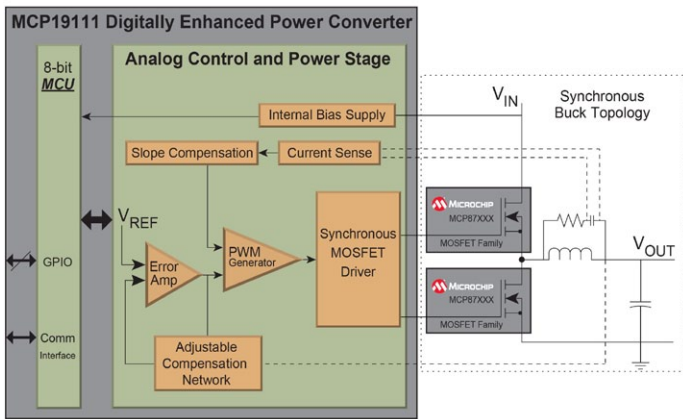 MCP19111 Digitally Enhanced Power Converter
8-bit
MCU
Analog Control and Power Stage
Internal Bias Supply
Slope Compensation
Current Sense
VREF
Error
Amp
PWM
Generator
Synchronous
MOSFET
Driver
Adjustable
Compensation
Network
GPIO
Comm
Interface
VIN
Synchronous
Buck Topology
MICROCHIP
MCP87XXX
MOSFET Family
MICROCHIP
MCP87XXX
MOSFET Family
VOUT